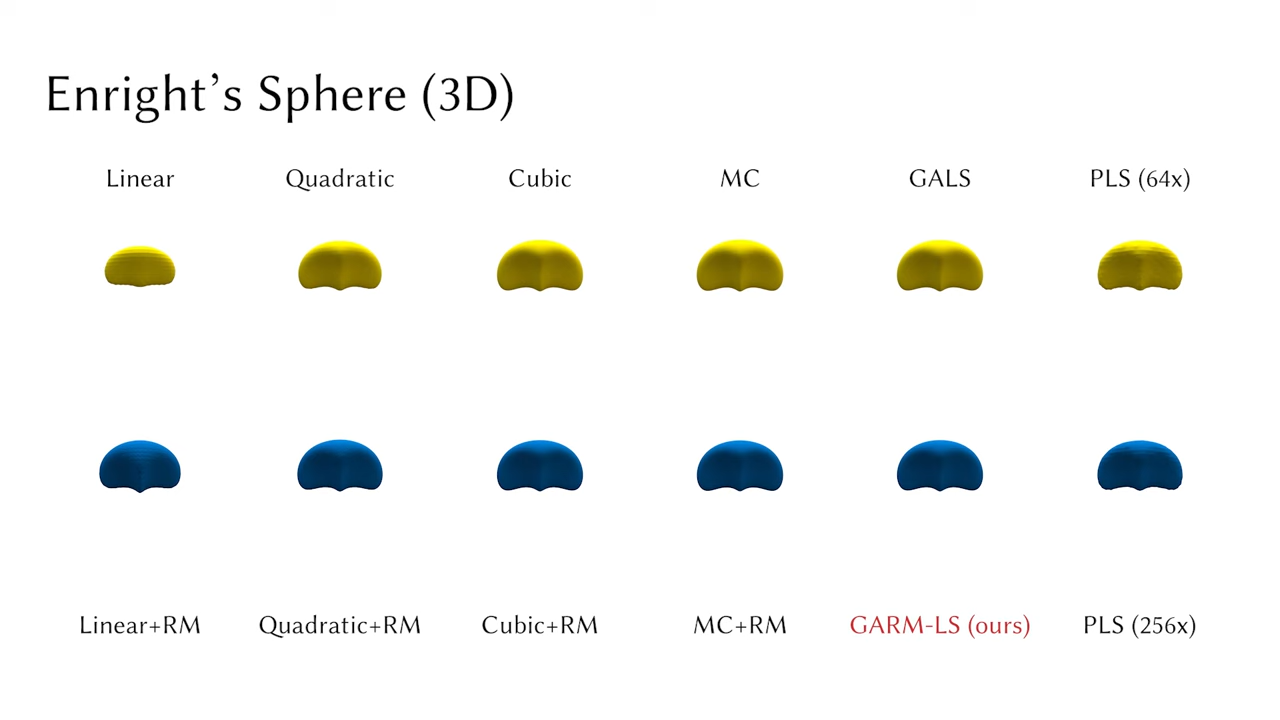 Enright’s Sphere (3D)
Linear Quadratic Cubic MC GALS PLS (64x)
Linear+RM Quadratic+RM Cubic+RM MC+RM GARM-LS (ours) PLS (256x)